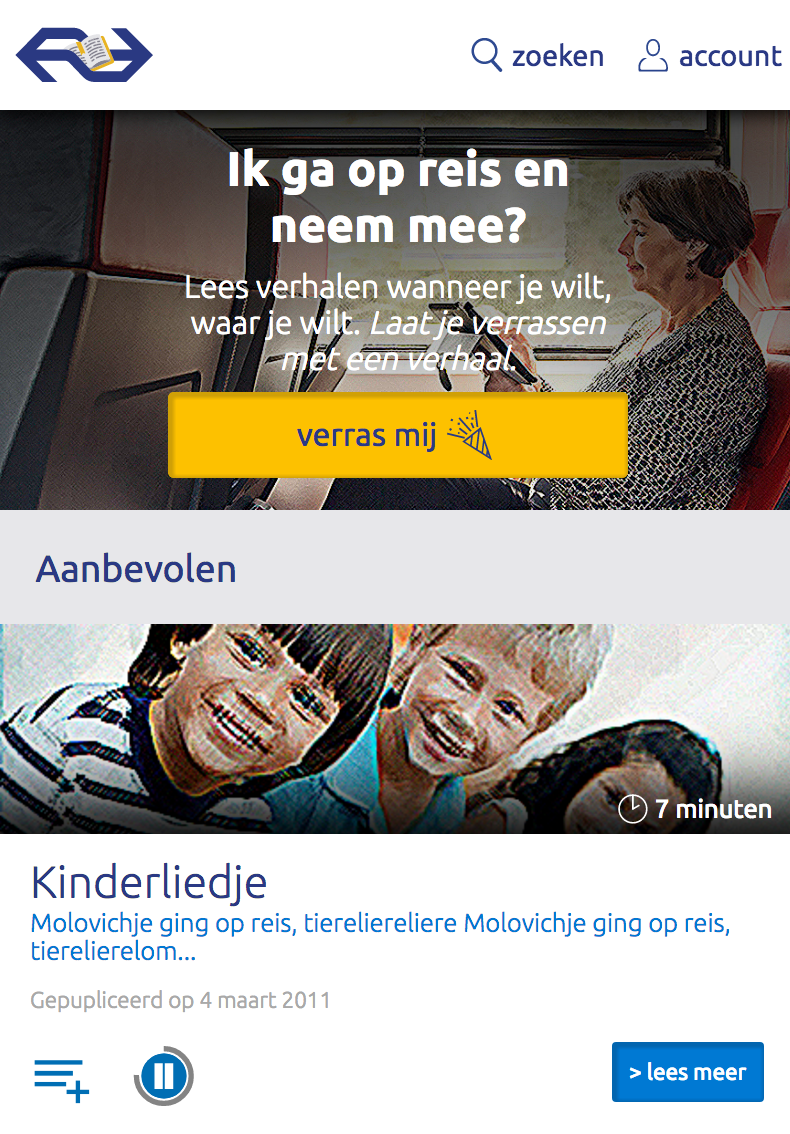 zoeken
account
Ik ga op reis en
neem mee?
Lees verhalen wanneer je wilt,
waar je wilt. Laat je verrassen
met een verhaal.
verras mij
Aanbevolen
7 minuten
Kinderliedje
Molovichje ging op reis, tiereliereliere Molovichje ging op reis,
tierelierelom...
Gepupliceerd op 4 maart 2011
> lees meer